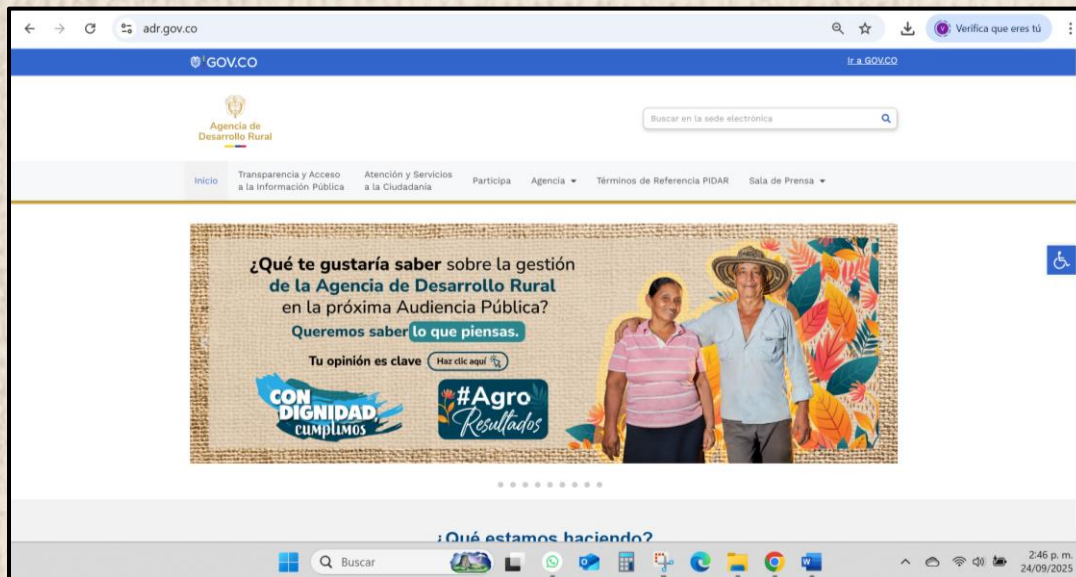 adr.gov.co
Verifica que eres tú
GOV.CO
Ir a GOV.CO
Agencia de
Desarrollo Rural
Buscar en la sede electrónica
Inicio
Transparencia y Acceso
a la Información Pública
Atención y Servicios
a la Ciudadanía
Participa
Agencia
Términos de Referencia PIDAR
Sala de Prensa
¿Qué te gustaría saber sobre la gestión
de la Agencia de Desarrollo Rural
en la próxima Audiencia Pública?
Queremos saber lo que piensas.
Tu opinión es clave Haz clic aquí
CON
DIGNIDAD
CUMPLIMOS
#Agro
Resultados
¿Qué estamos haciendo?
Buscar
2:46 p. m.
24/09/2025